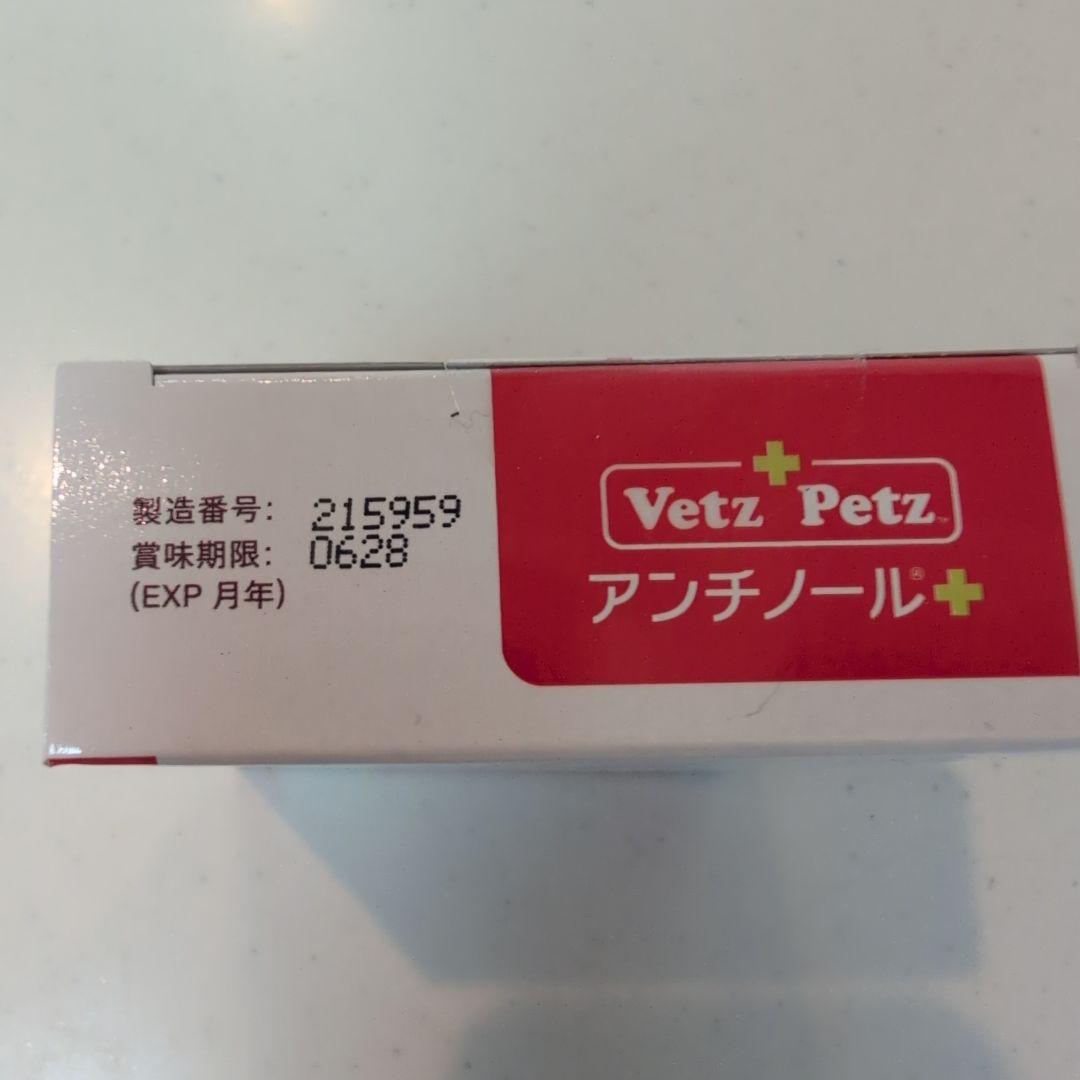 製造番号: 215959
賞味期限: 0628
(EXP 月年)
Vetz Petz™
アンチノール®+